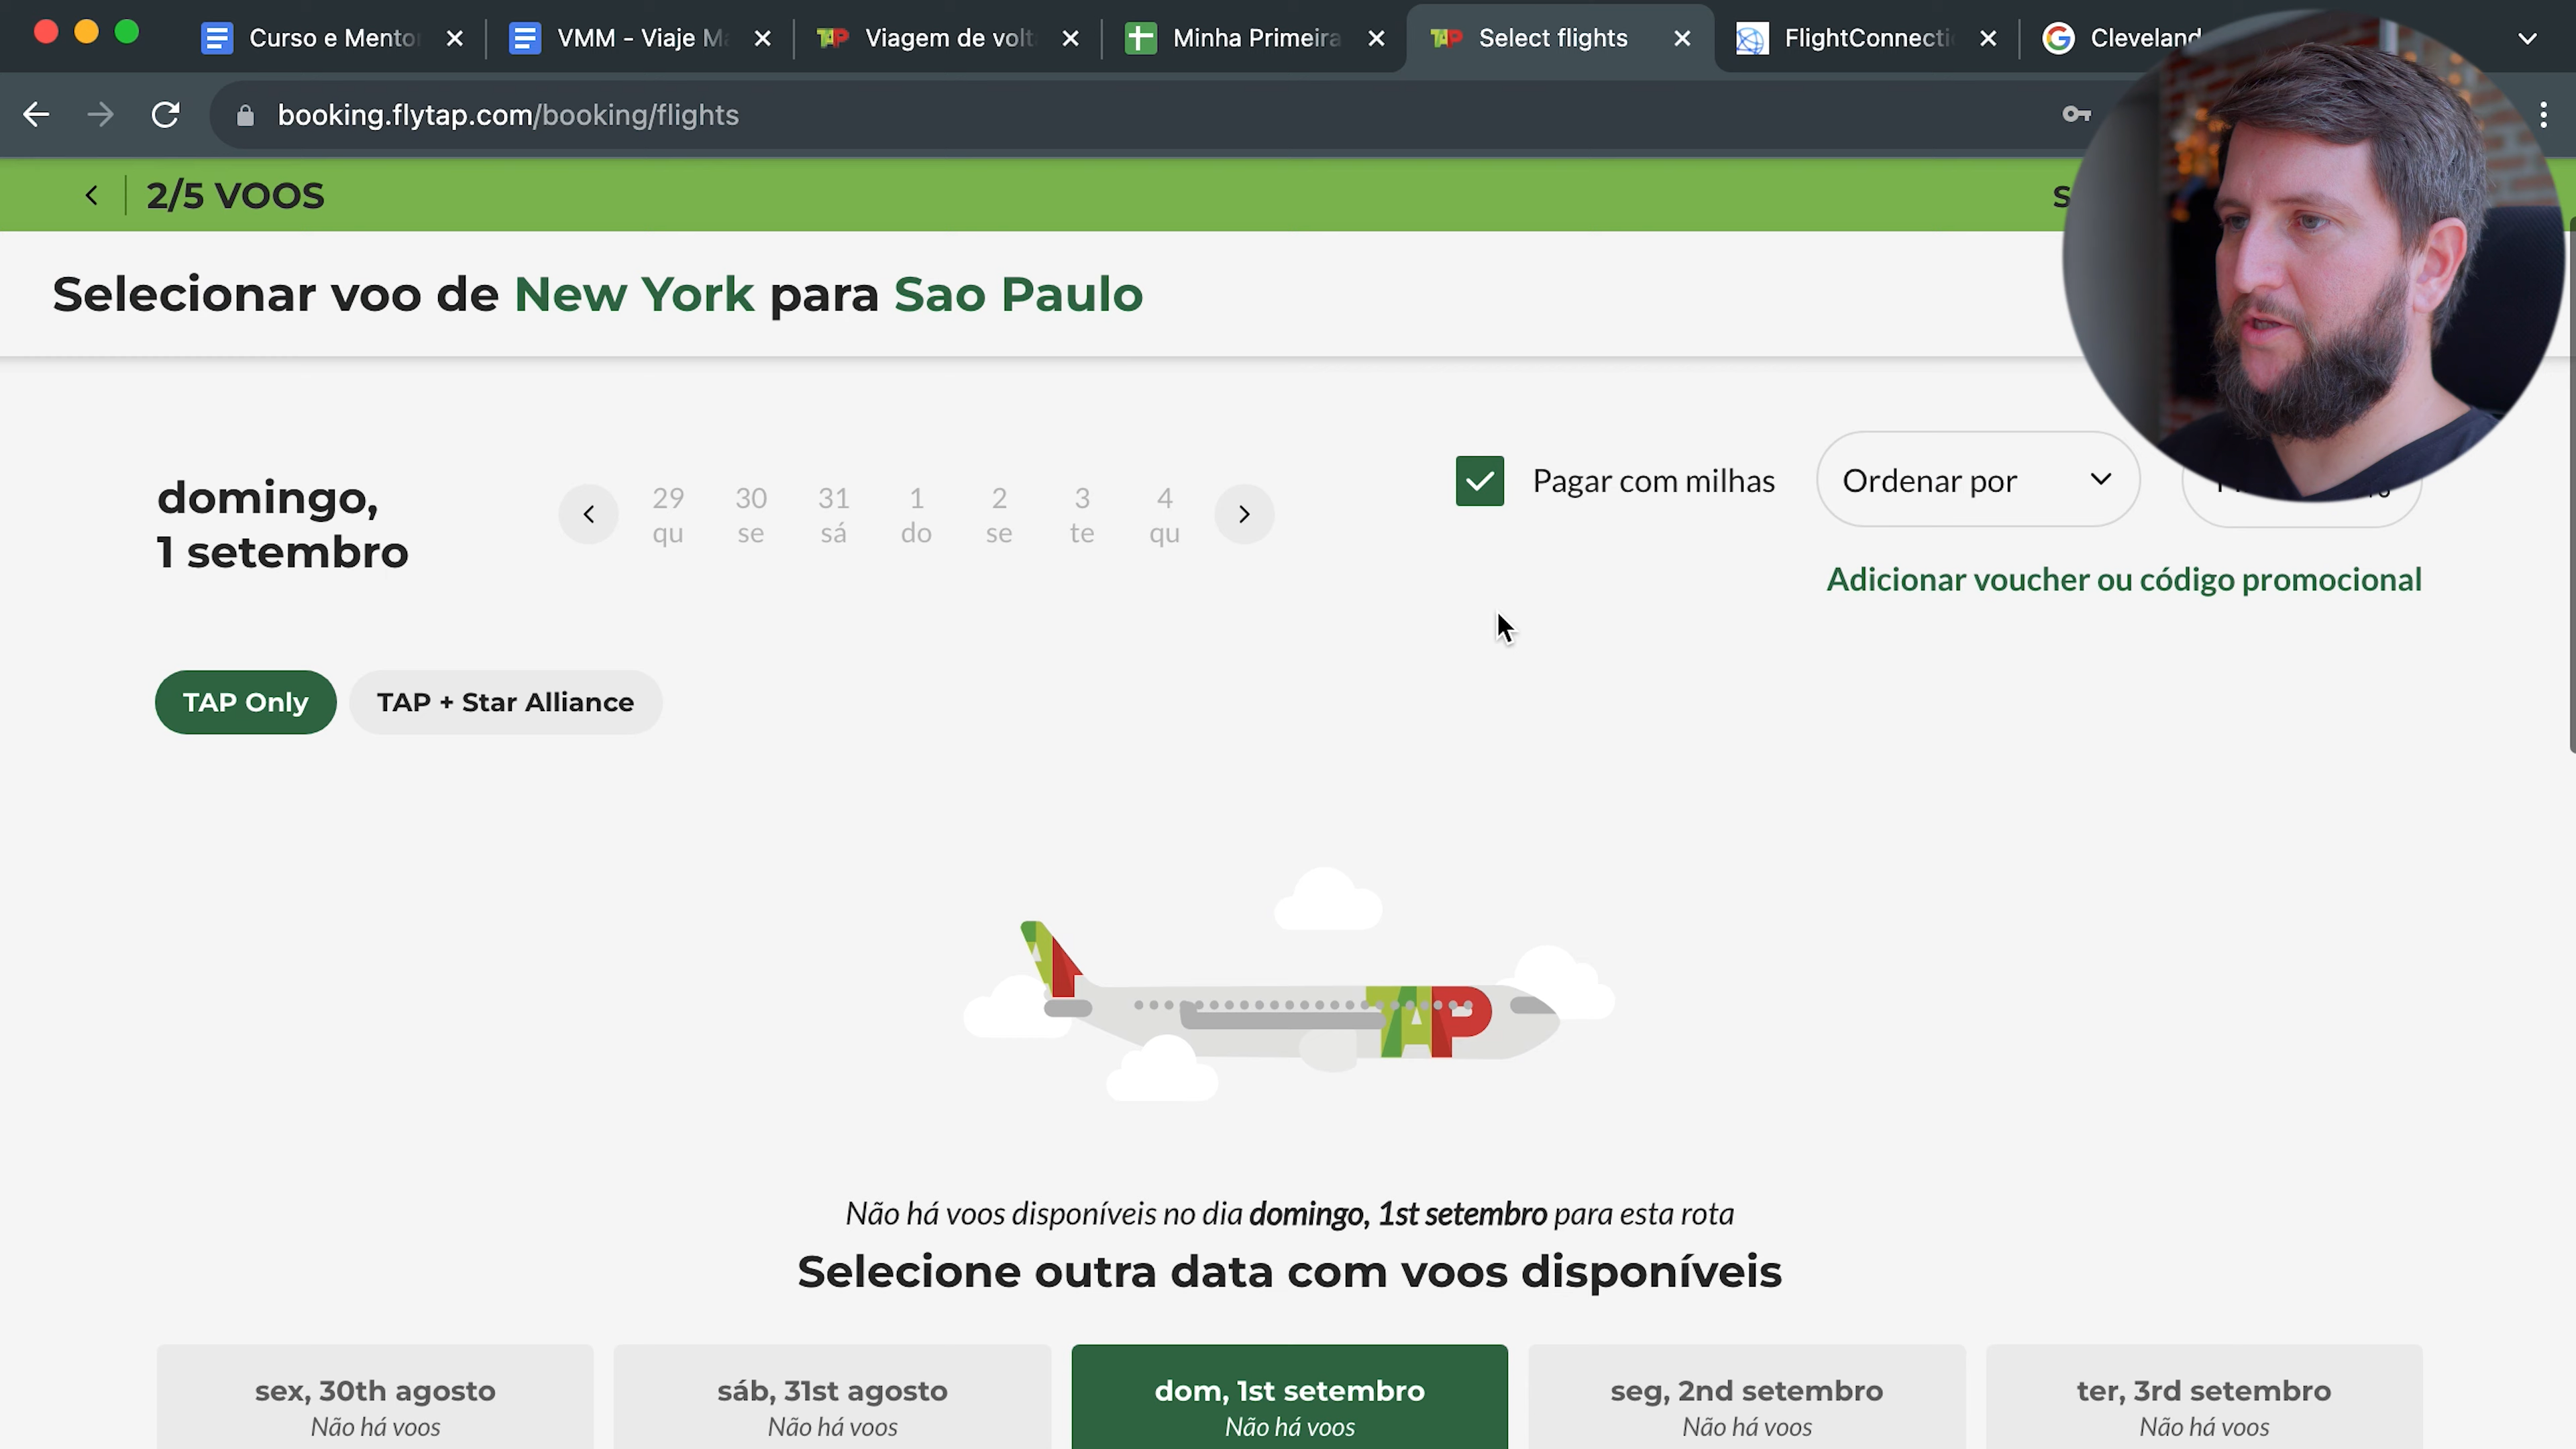 Curso e Mento
VMM - Viaje Ma
Viagem de volt
Minha Primeira
Select flights
FlightConnecti
Cleveland
booking.flytap.com/booking/flights
2/5 VOOS
S
Selecionar voo de New York para Sao Paulo
domingo,
1 setembro
29 30 31 1 2 3 4
qu se sá do se te qu
Pagar com milhas
Ordenar por
Adicionar voucher ou código promocional
TAP Only
TAP + Star Alliance
TAP
Não há voos disponíveis no dia domingo, 1st setembro para esta rota
Selecione outra data com voos disponíveis
sex, 30th agosto
Não há voos
sáb, 31st agosto
Não há voos
dom, 1st setembro
Não há voos
seg, 2nd setembro
Não há voos
ter, 3rd setembro
Não há voos